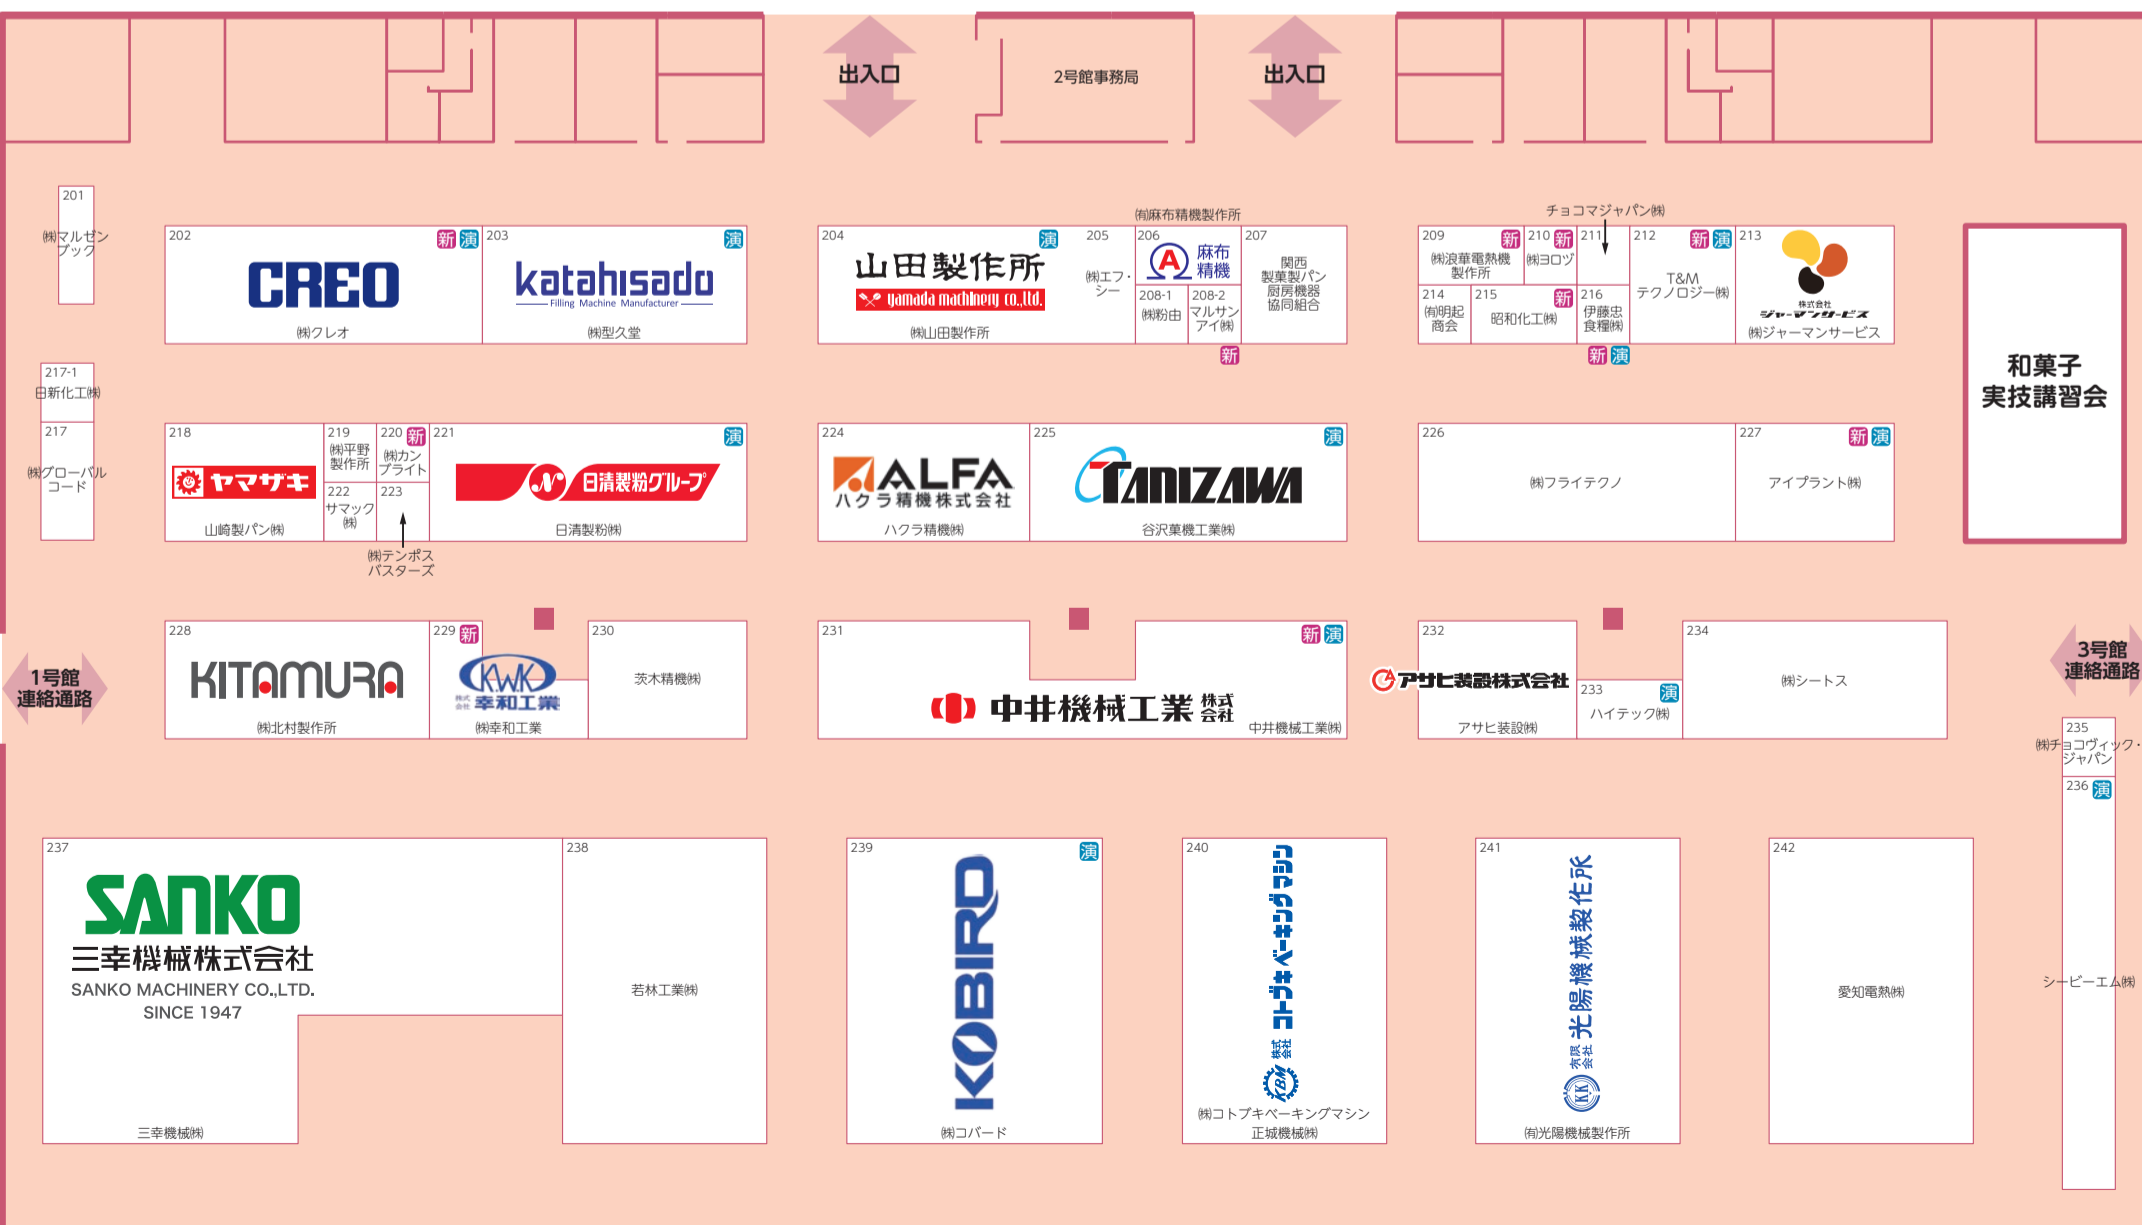 出入口
2号館事務局
出入口
201
㈱マルゼン
ブック
202
新 演
CREO
㈱クレオ
203
演
katahisado
Filling Machine Manufacturer
㈱型久堂
204
演
山田製作所
yamada machinery co.,ltd.
㈱山田製作所
205
㈱エフ・
シー
㈲麻布精機製作所
206
A 麻布
精機
207
関西
製菓製パン
厨房機器
協同組合
208-1
㈱粉由
208-2
マルサン
アイ㈱
新
209
新
㈱浪華電熱機
製作所
210
新
㈱ヨロヅ
チョコマジャパン㈱
211
212
新 演
T&M
テクノロジー㈱
213
株式会社
ジャーマンサービス
㈱ジャーマンサービス
214
㈲明起
商会
215
新
昭和化工㈱
216
伊藤忠
食糧㈱
新 演
和菓子
実技講習会
217-1
日新化工㈱
217
㈱グローバル
コード
218
ヤマザキ
山崎製パン㈱
219
㈱平野
製作所
220
新
㈱カン
ブライト
221
演
N 日清製粉グループ
日清製粉㈱
222
サマック
㈱
223
㈱テンポス
バスターズ
224
ALFA
ハクラ精機株式会社
ハクラ精機㈱
225
演
TANIZAWA
谷沢菓機工業㈱
226
㈱フライテクノ
227
新 演
アイプラント㈱
1号館
連絡通路
228
KITAMURA
㈱北村製作所
229
新
KWK
株式
会社 幸和工業
㈱幸和工業
230
茨木精機㈱
231
新 演
中井機械工業 株式
会社
中井機械工業㈱
232
アサヒ装設株式会社
アサヒ装設㈱
233
演
ハイテック㈱
234
㈱シートス
3号館
連絡通路
235
㈱チョコヴィック・
ジャパン
236
演
シービーエム㈱
237
SANKO
三幸機械株式会社
SANKO MACHINERY CO.,LTD.
SINCE 1947
三幸機械㈱
238
若林工業㈱
239
演
KOBIRD
㈱コバード
240
KBM 株式
会社 コトブキベーキングマシン
㈱コトブキベーキングマシン
正城機械㈱
241
KK 有限
会社 光陽機械製作所
㈲光陽機械製作所
242
愛知電熱㈱